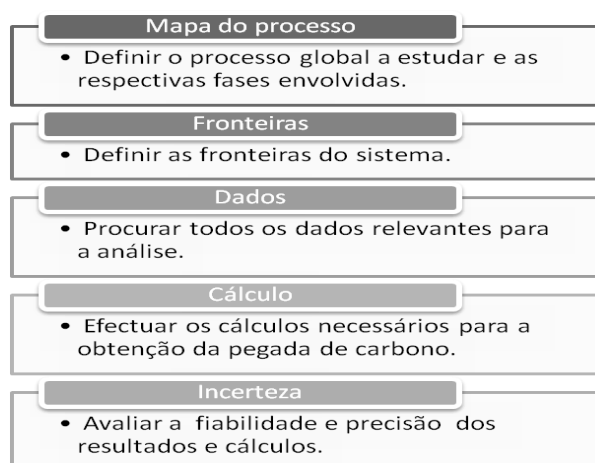 Mapa do processo
• Definir o processo global a estudar e as
respectivas fases envolvidas.
Fronteiras
• Definir as fronteiras do sistema.
Dados
• Procurar todos os dados relevantes para
a análise.
Cálculo
• Efectuar os cálculos necessários para a
obtenção da pegada de carbono.
Incerteza
• Avaliar a fiabilidade e precisão dos
resultados e cálculos.